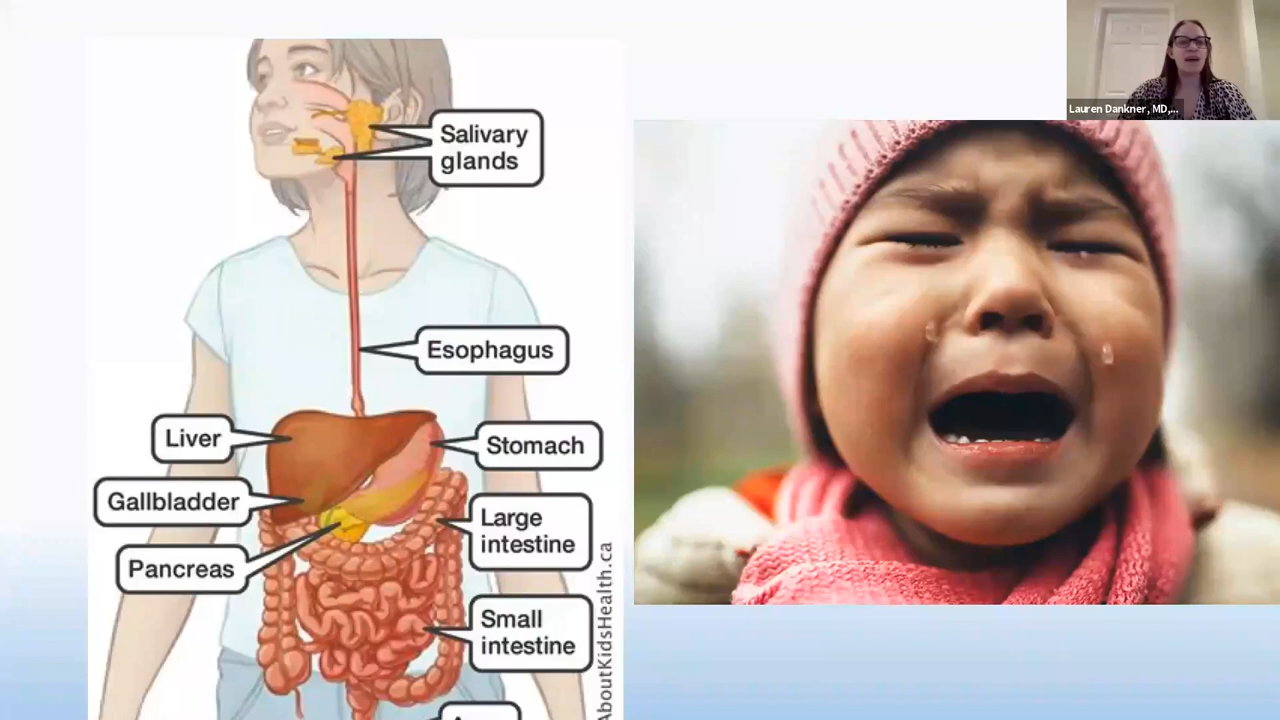 Lauren Dankner, MD,...
Salivary
glands
Esophagus
Liver
Stomach
Gallbladder
Large
intestine
Pancreas
Small
intestine
AboutKidsHealth.ca